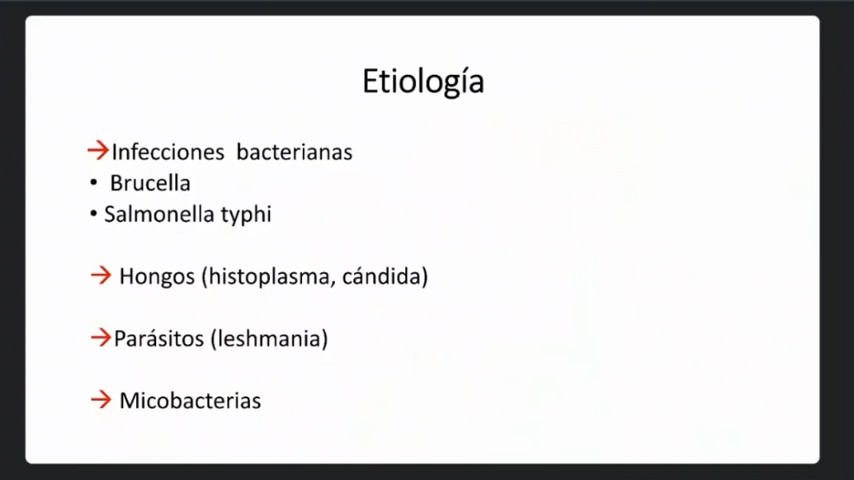 Etiología
→Infecciones bacterianas
• Brucella
• Salmonella typhi
→ Hongos (histoplasma, cándida)
→Parásitos (leshmania)
→ Micobacterias